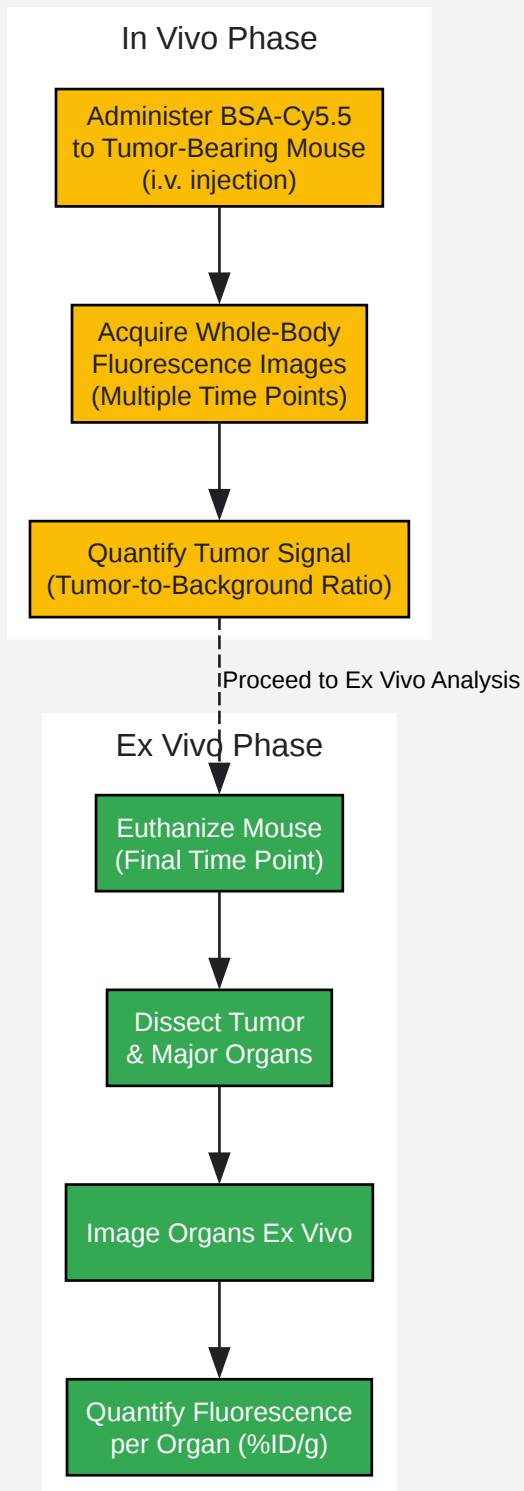 In Vivo Phase
Administer BSA-Cy5.5
to Tumor-Bearing Mouse
(i.v. injection)
Acquire Whole-Body
Fluorescence Images
(Multiple Time Points)
Quantify Tumor Signal
(Tumor-to-Background Ratio)
Proceed to Ex Vivo Analysis
Ex Vivo Phase
Euthanize Mouse
(Final Time Point)
Dissect Tumor
& Major Organs
Image Organs Ex Vivo
Quantify Fluorescence
per Organ (%ID/g)